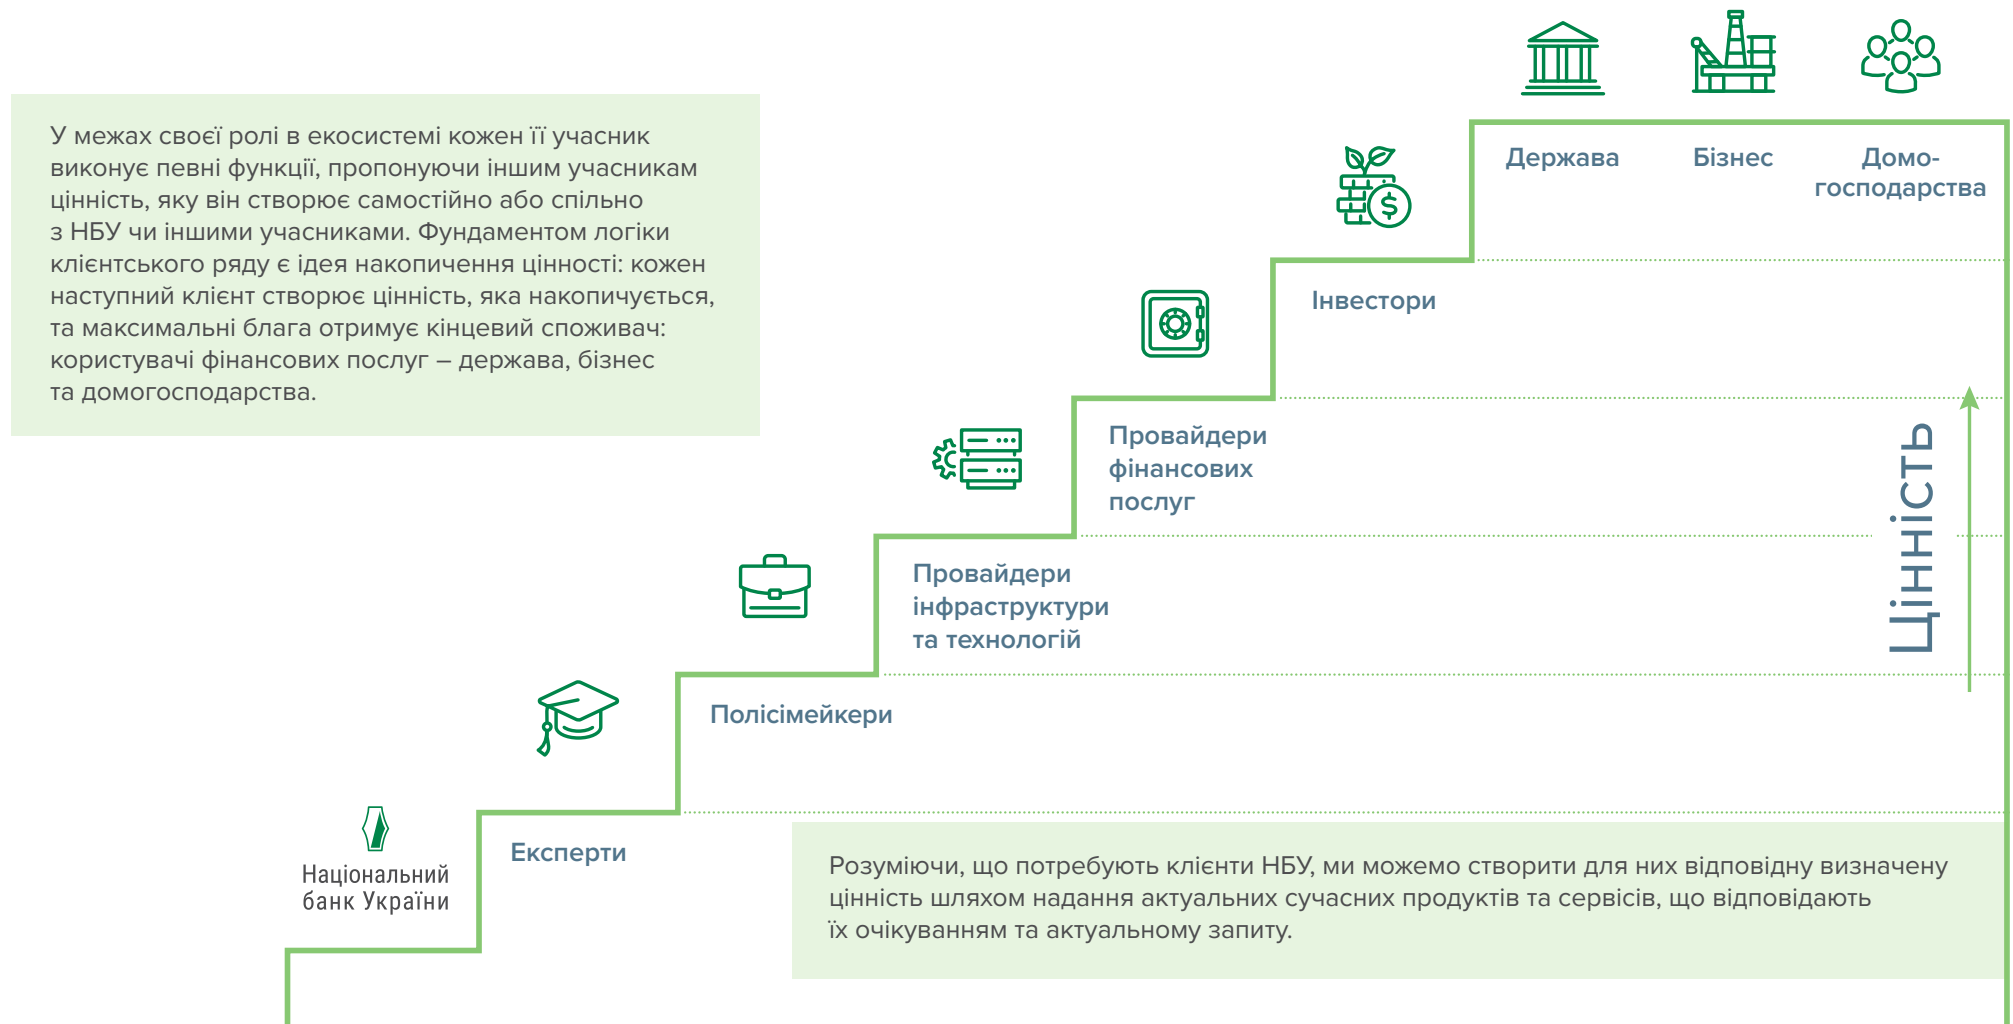 У межах своєї ролі в екосистемі кожен її учасник
виконує певні функції, пропонуючи іншим учасникам
цінність, яку він створює самостійно або спільно
з НБУ чи іншими учасниками. Фундаментом логіки
клієнтського ряду є ідея накопичення цінності: кожен
наступний клієнт створює цінність, яка накопичується,
та максимальні блага отримує кінцевий споживач:
користувачі фінансових послуг – держава, бізнес
та домогосподарства.
Держава
Бізнес
Домо-
господарства
Інвестори
Провайдери
фінансових
послуг
Цінність
Провайдери
інфраструктури
та технологій
Полісімейкери
Експерти
Національний
банк України
Розуміючи, що потребують клієнти НБУ, ми можемо створити для них відповідну визначену
цінність шляхом надання актуальних сучасних продуктів та сервісів, що відповідають
їх очікуванням та актуальному запиту.